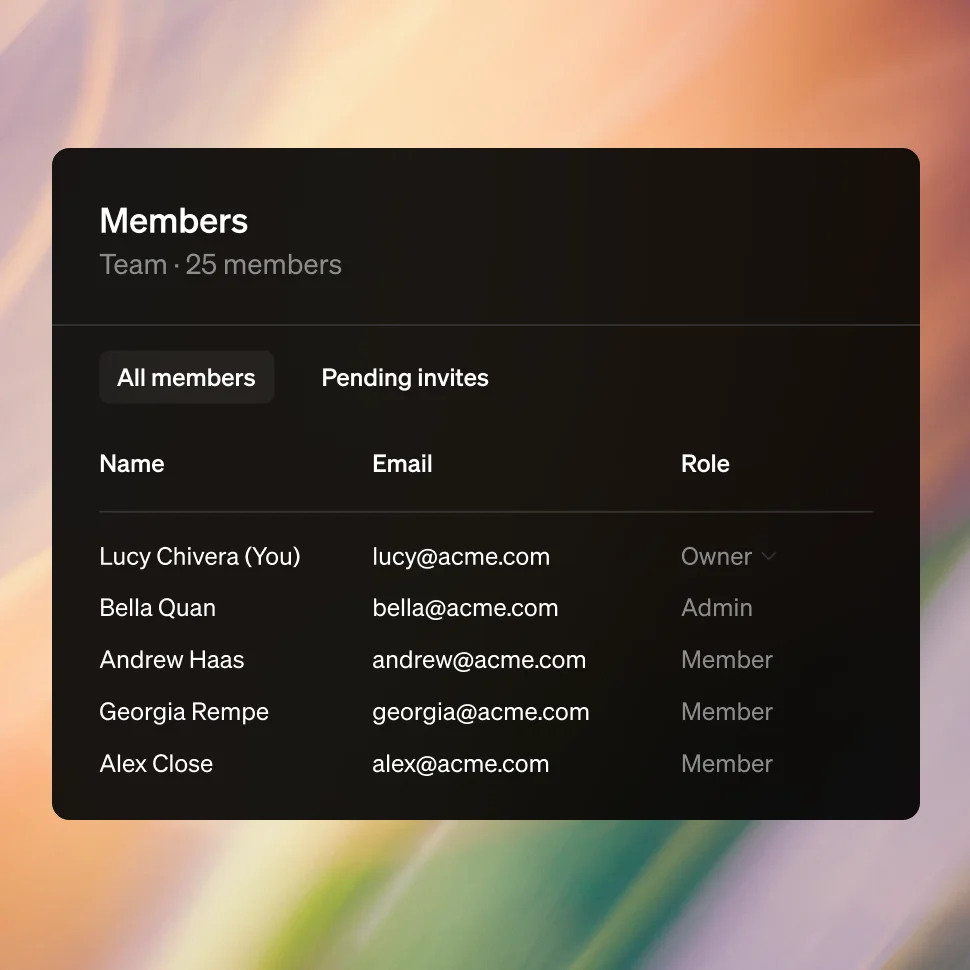 Members
Team · 25 members
All members Pending invites
Name Email Role
Lucy Chivera (You) lucy@acme.com Owner
Bella Quan bella@acme.com Admin
Andrew Haas andrew@acme.com Member
Georgia Rempe georgia@acme.com Member
Alex Close alex@acme.com Member